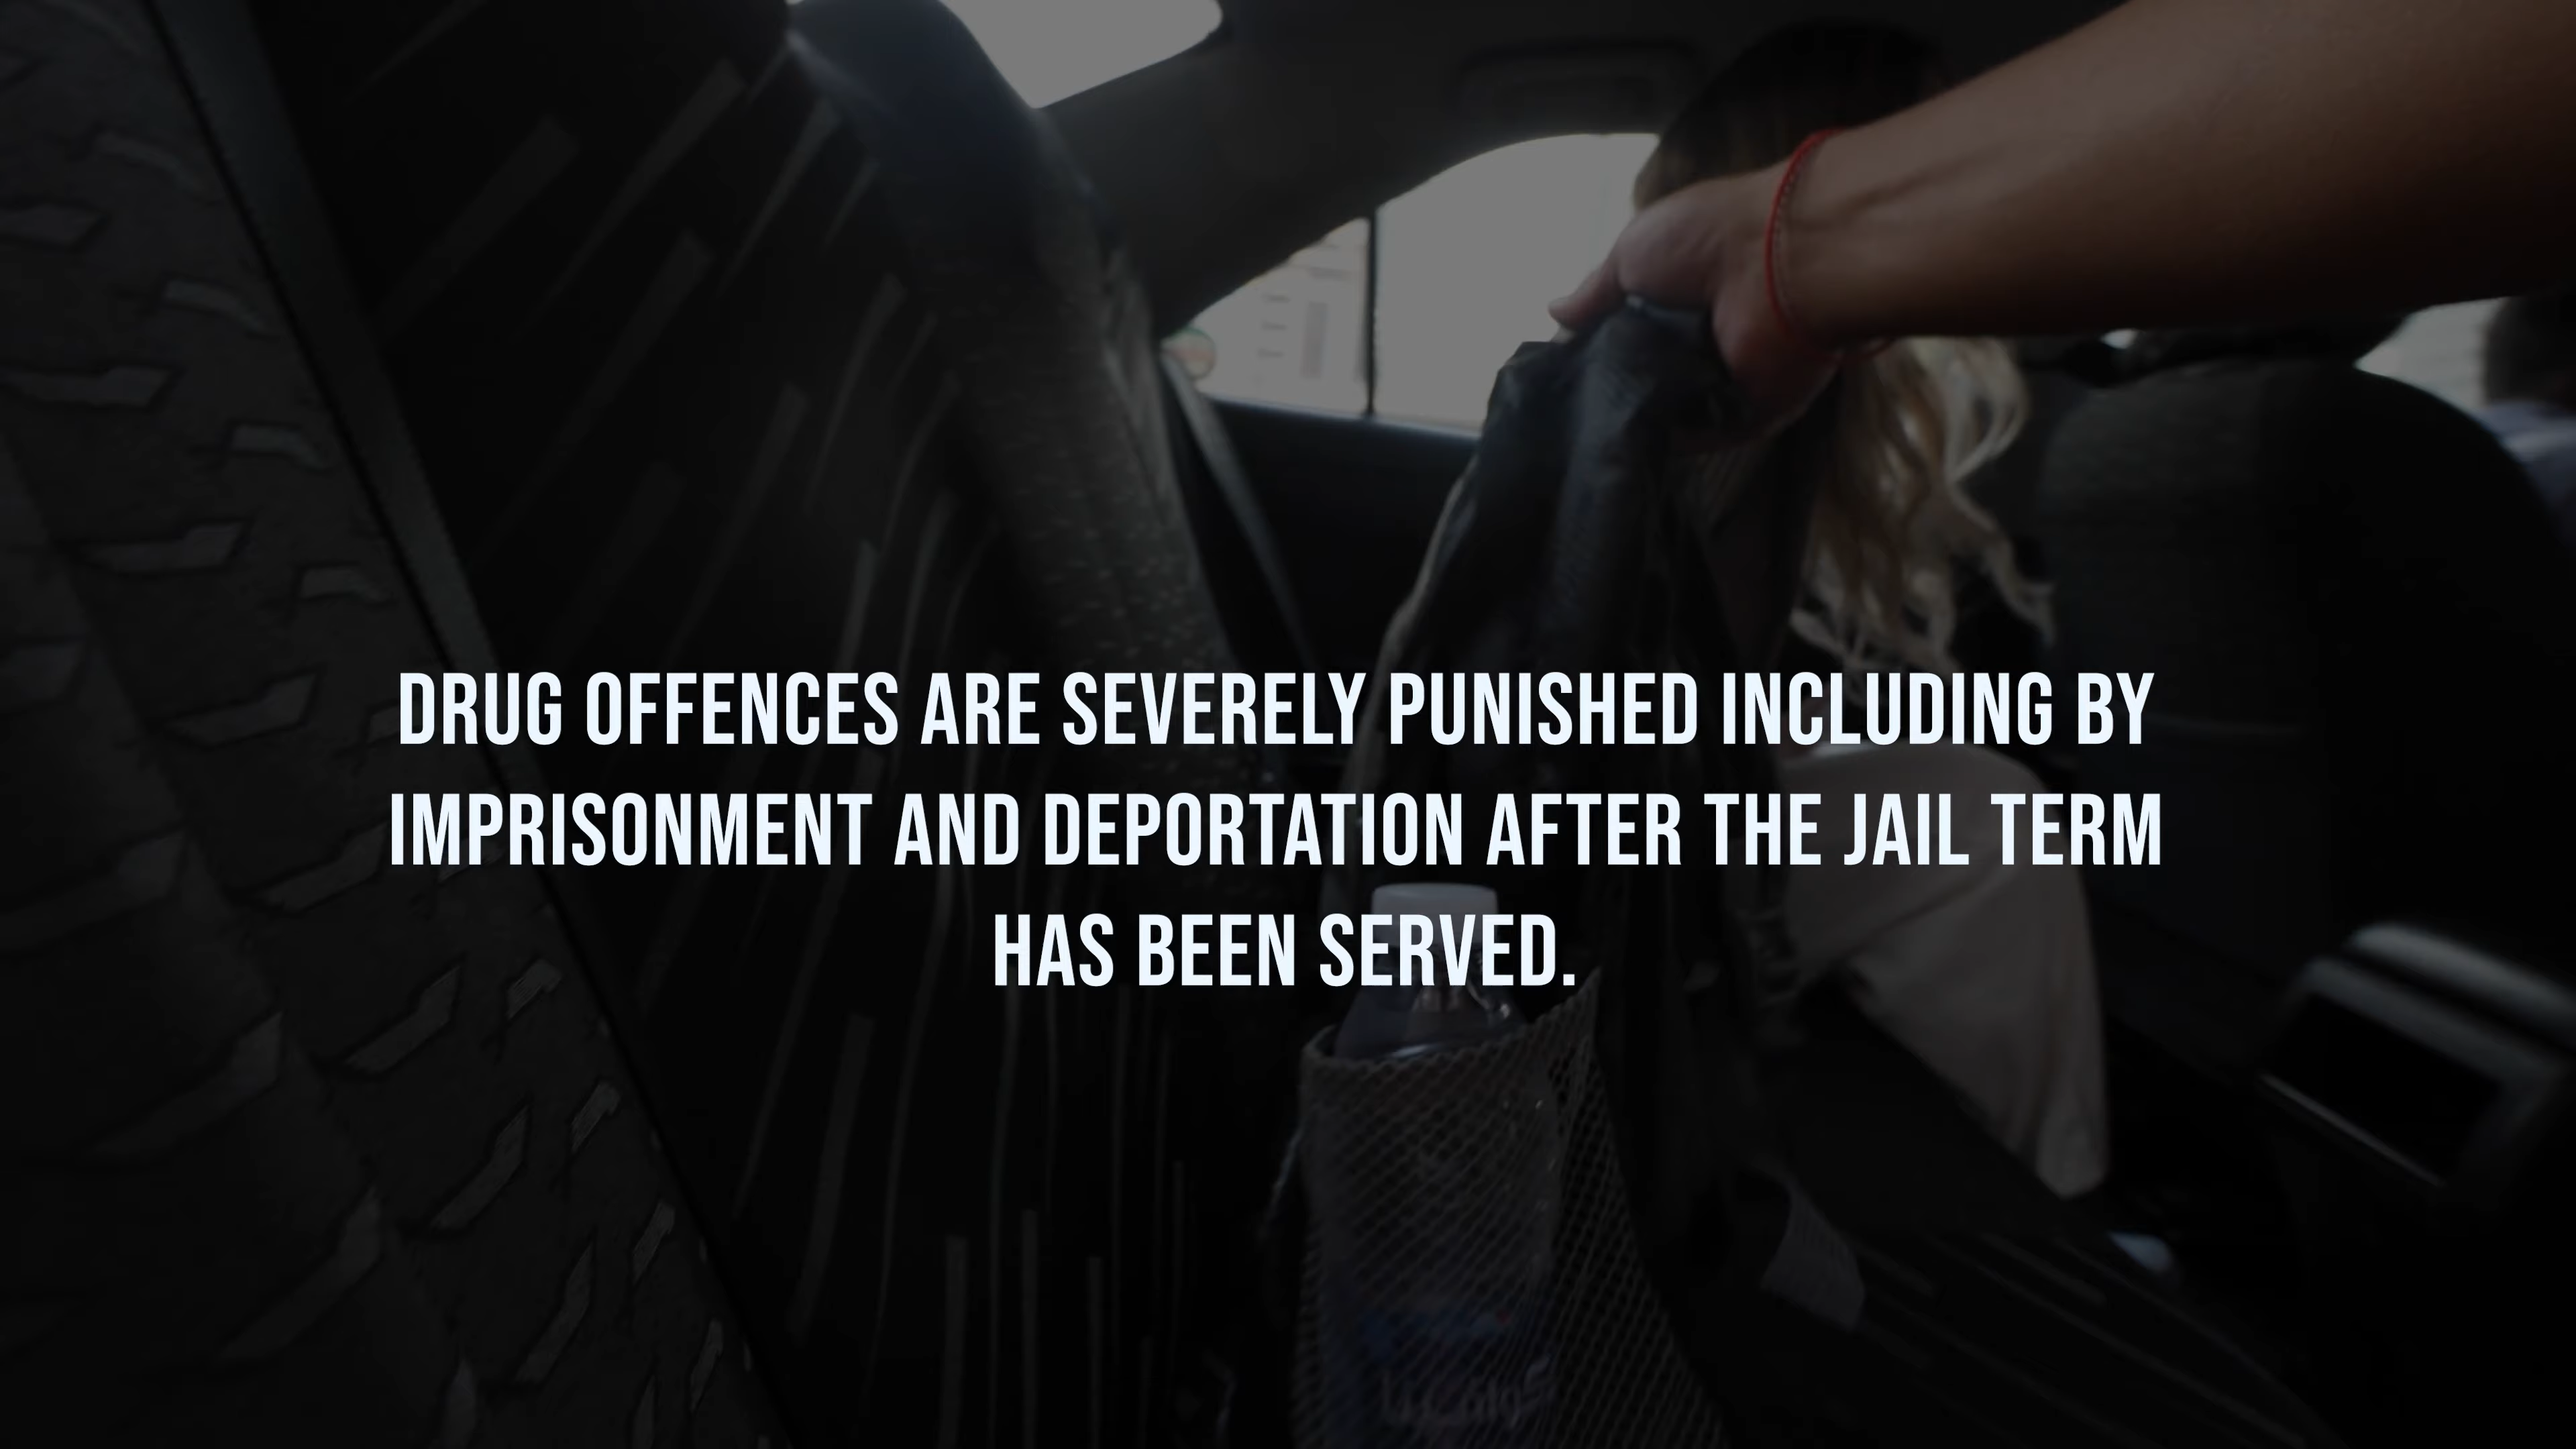 DRUG OFFENCES ARE SEVERELY PUNISHED INCLUDING BY
IMPRISONMENT AND DEPORTATION AFTER THE JAIL TERM
HAS BEEN SERVED.